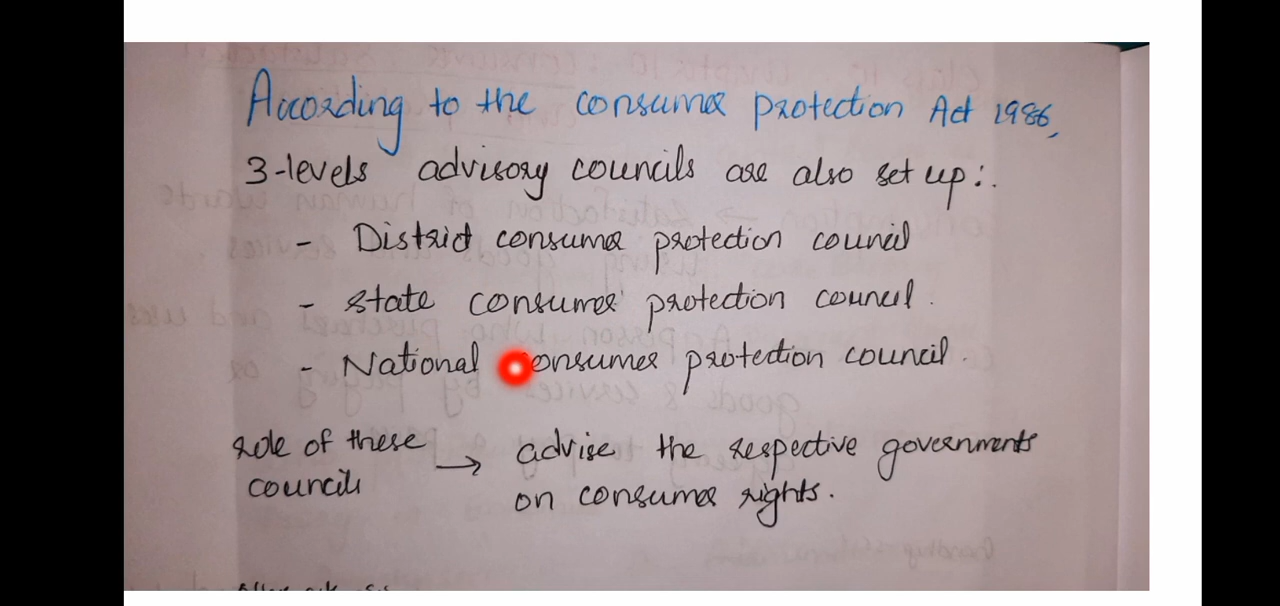 According to the consumer protection Act 1986,
3-levels advisory councils are also set up:.
- District consumer protection council
- state consumer protection council.
- National consumer protection council.
role of these → advise the respective governments
councils on consumer rights.